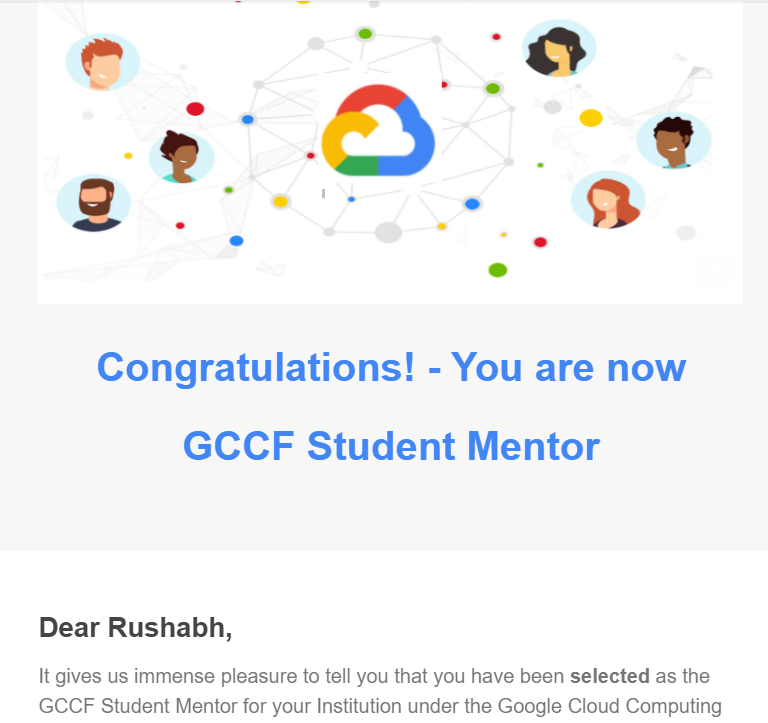 Congratulations! - You are now
GCCF Student Mentor
Dear Rushabh,
It gives us immense pleasure to tell you that you have been selected as the
GCCF Student Mentor for your Institution under the Google Cloud Computing